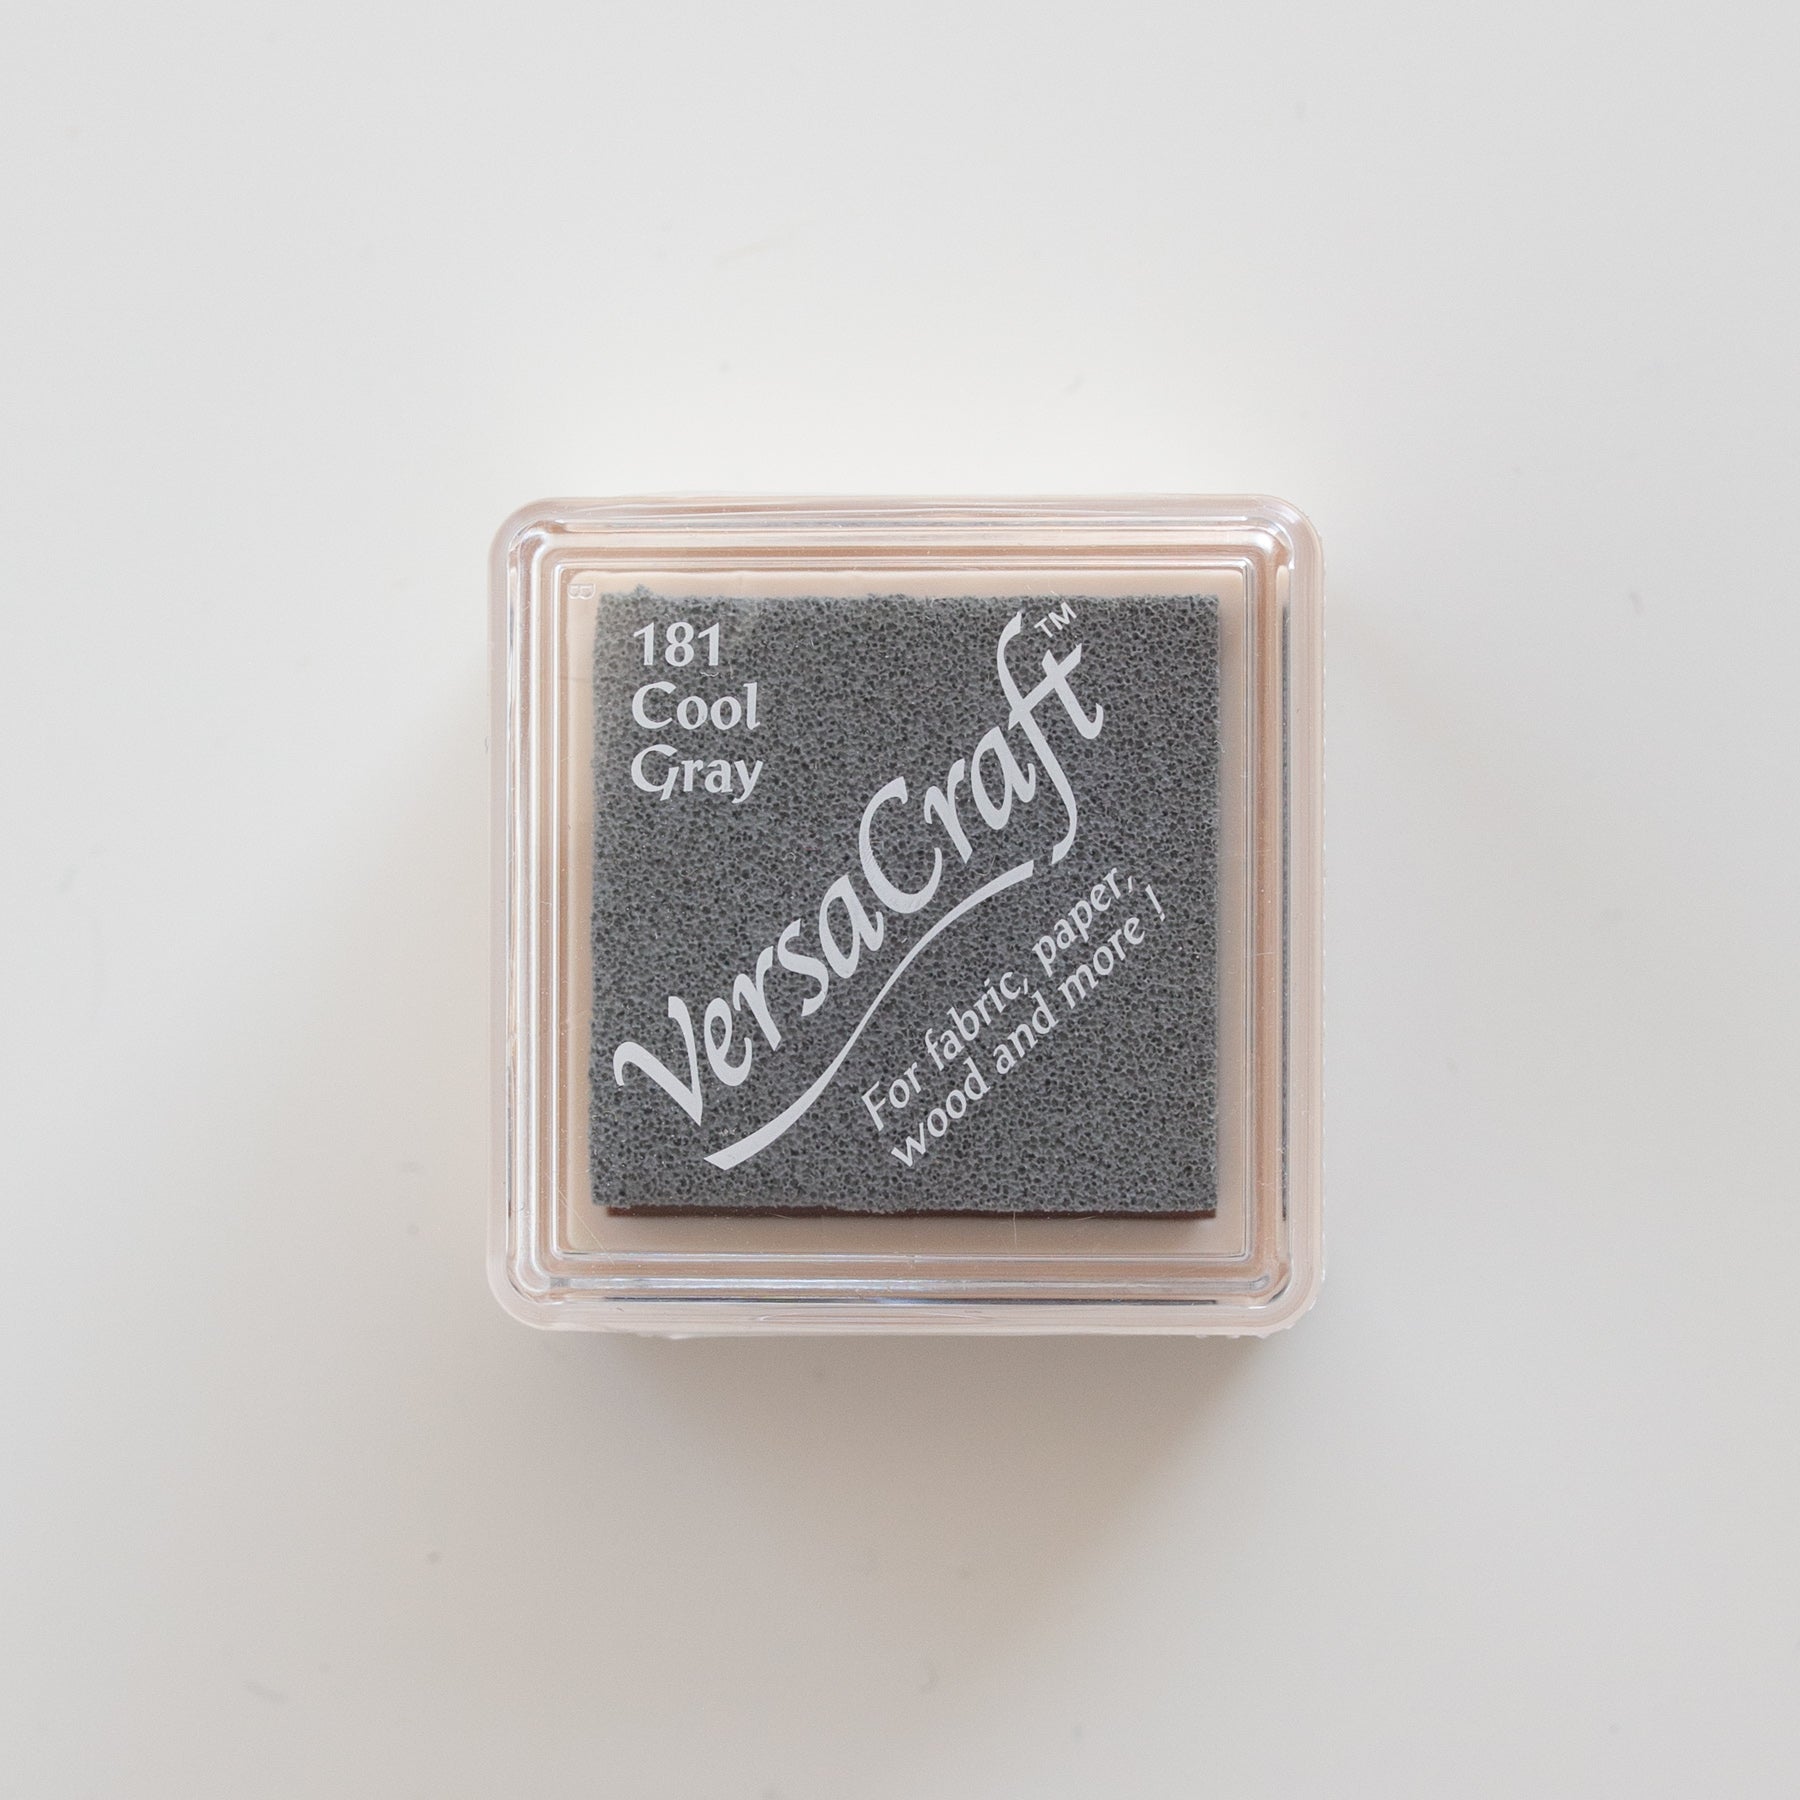 181
Cool
Gray
VersaCraft™
For fabric, paper,
wood and more !
B